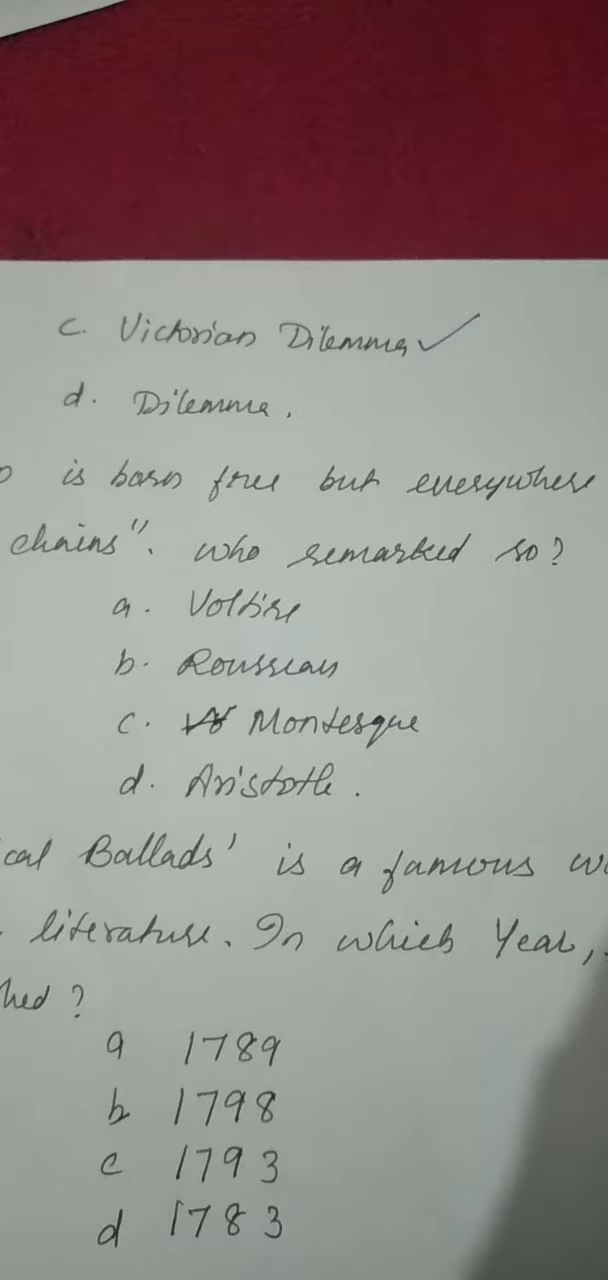 c. Victorian Dilemma ✓
d. Dilemma.
is born free but everywhere
chains". who remarked so?
a. Voltire
b. Rousseau
c. Montesque
d. Aristotle.
cal Ballads' is a famous
literature. In which Year,
hed?
a 1789
b 1798
c 1793
d 1783